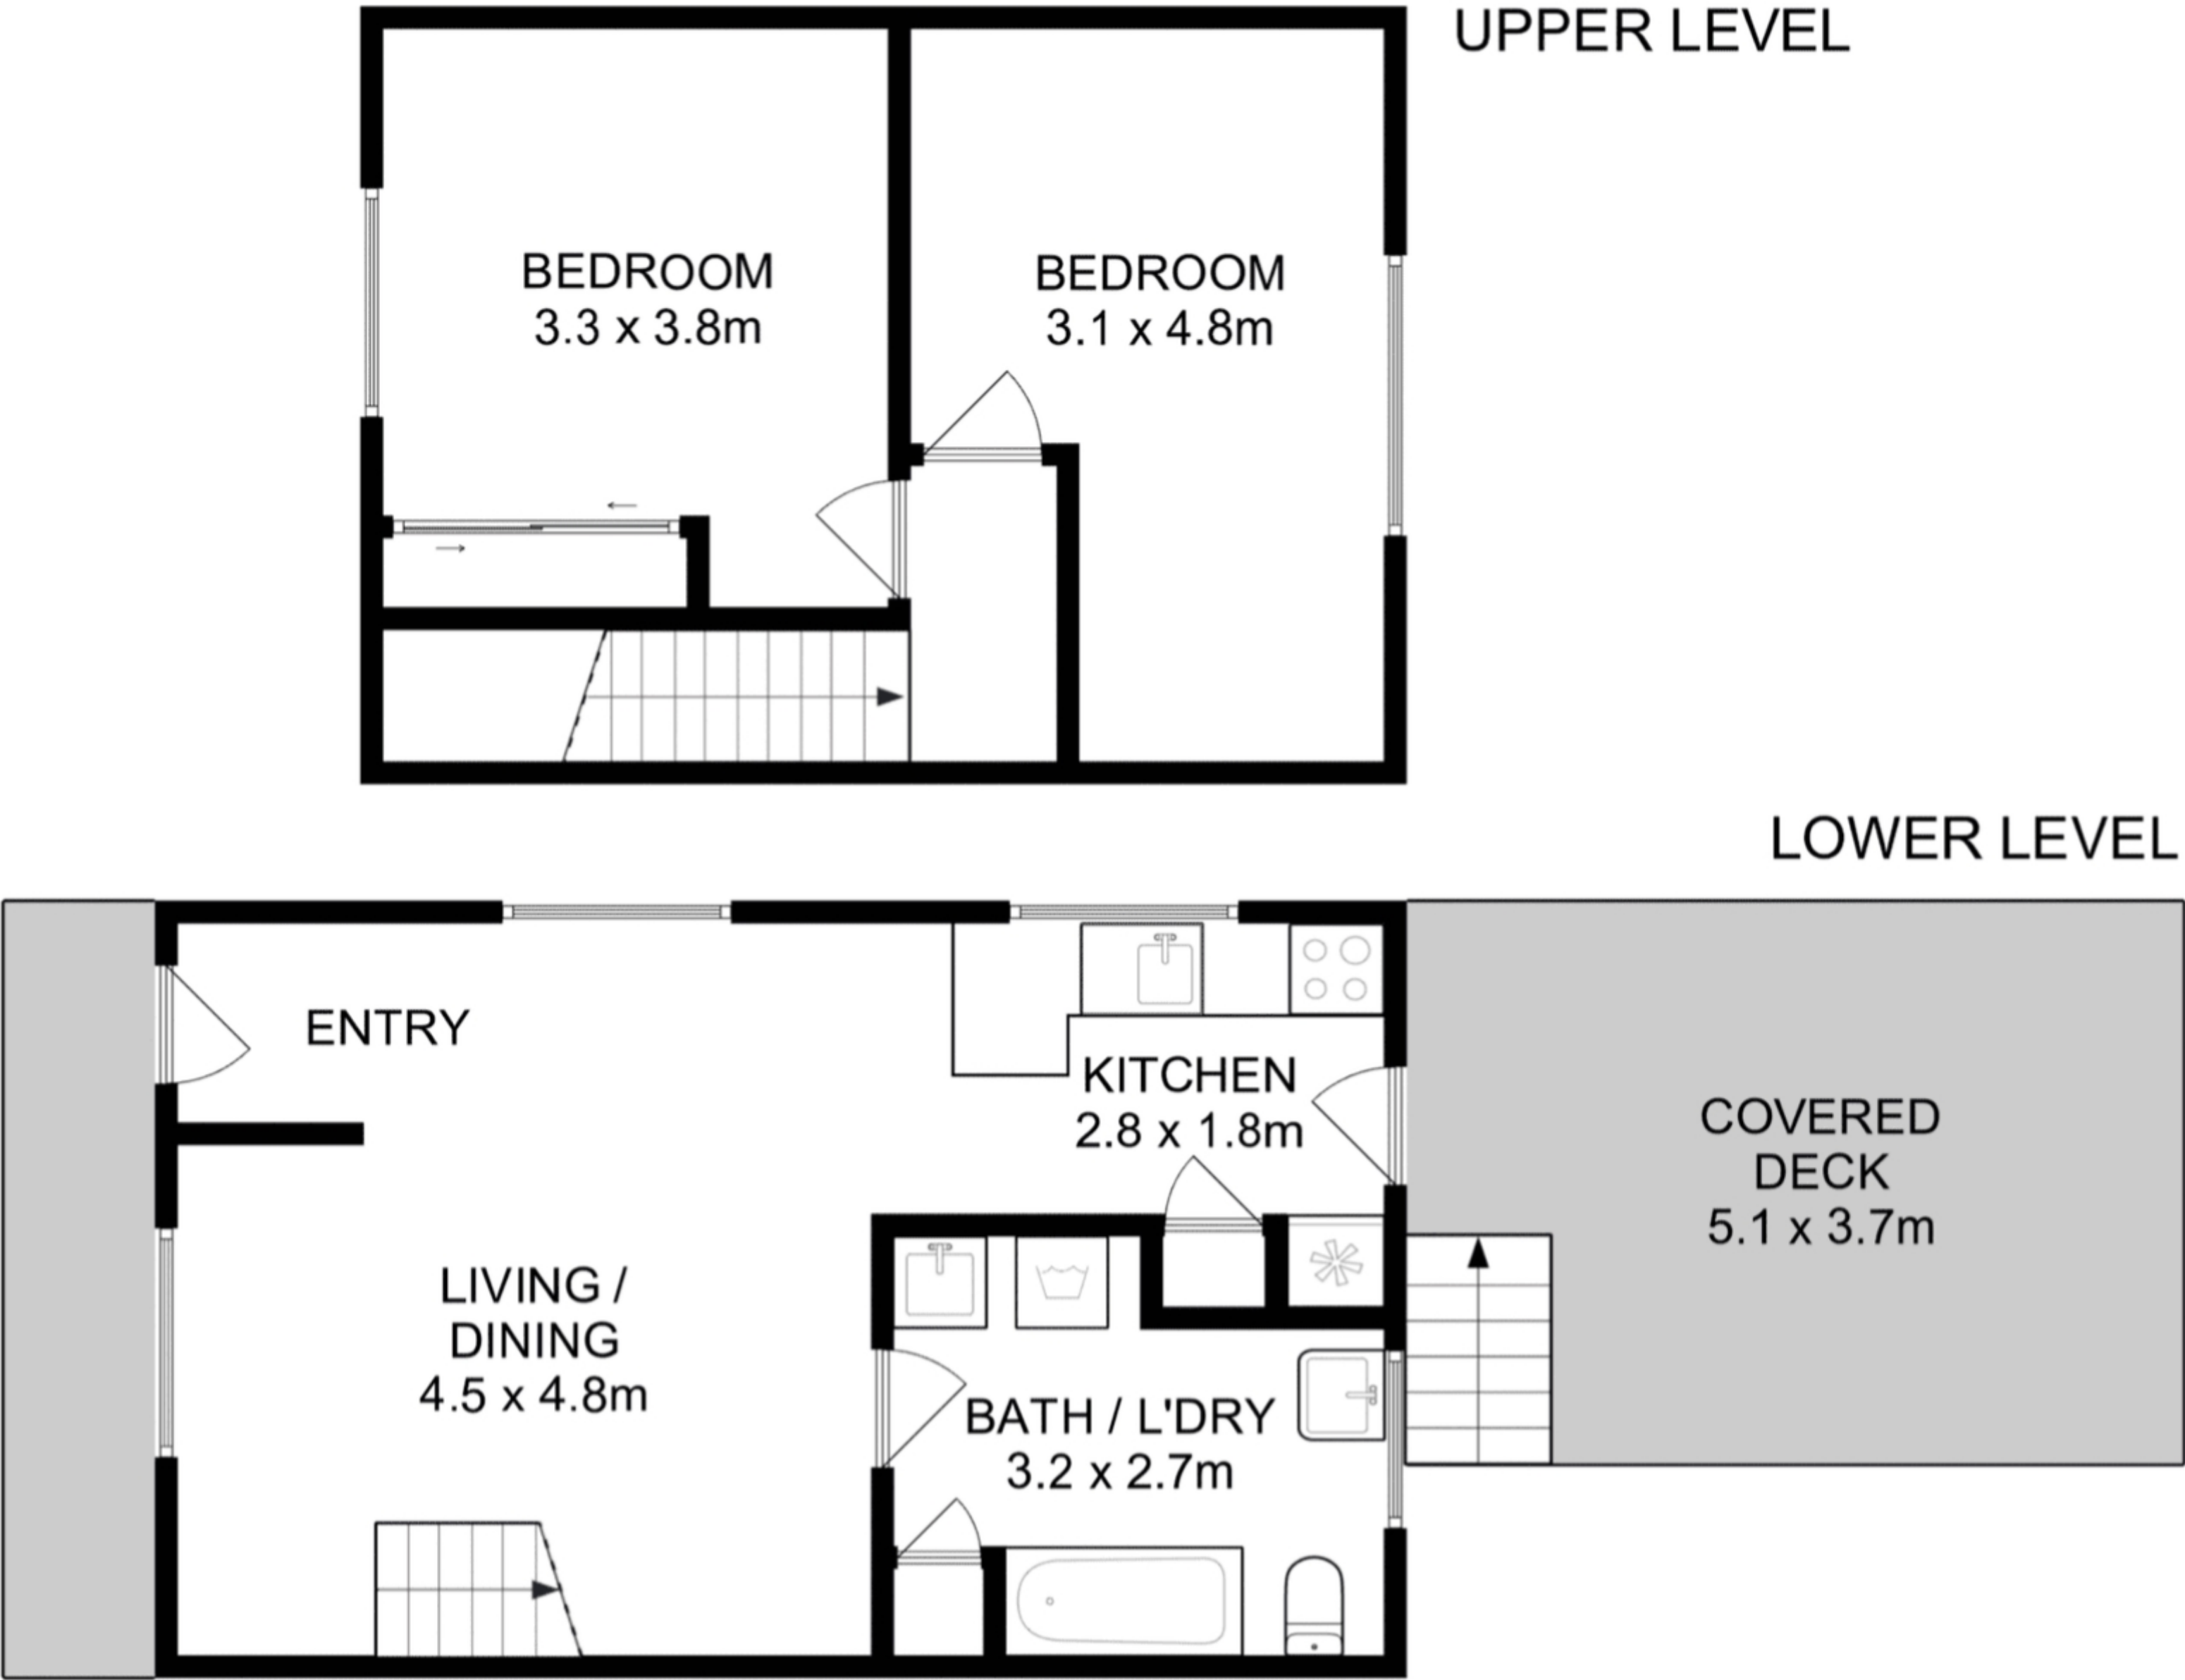 UPPER LEVEL
BEDROOM
3.3 x 3.8m
BEDROOM
3.1 x 4.8m
LOWER LEVEL
ENTRY
KITCHEN
2.8 x 1.8m
COVERED
DECK
5.1 x 3.7m
LIVING /
DINING
4.5 x 4.8m
BATH / L'DRY
3.2 x 2.7m